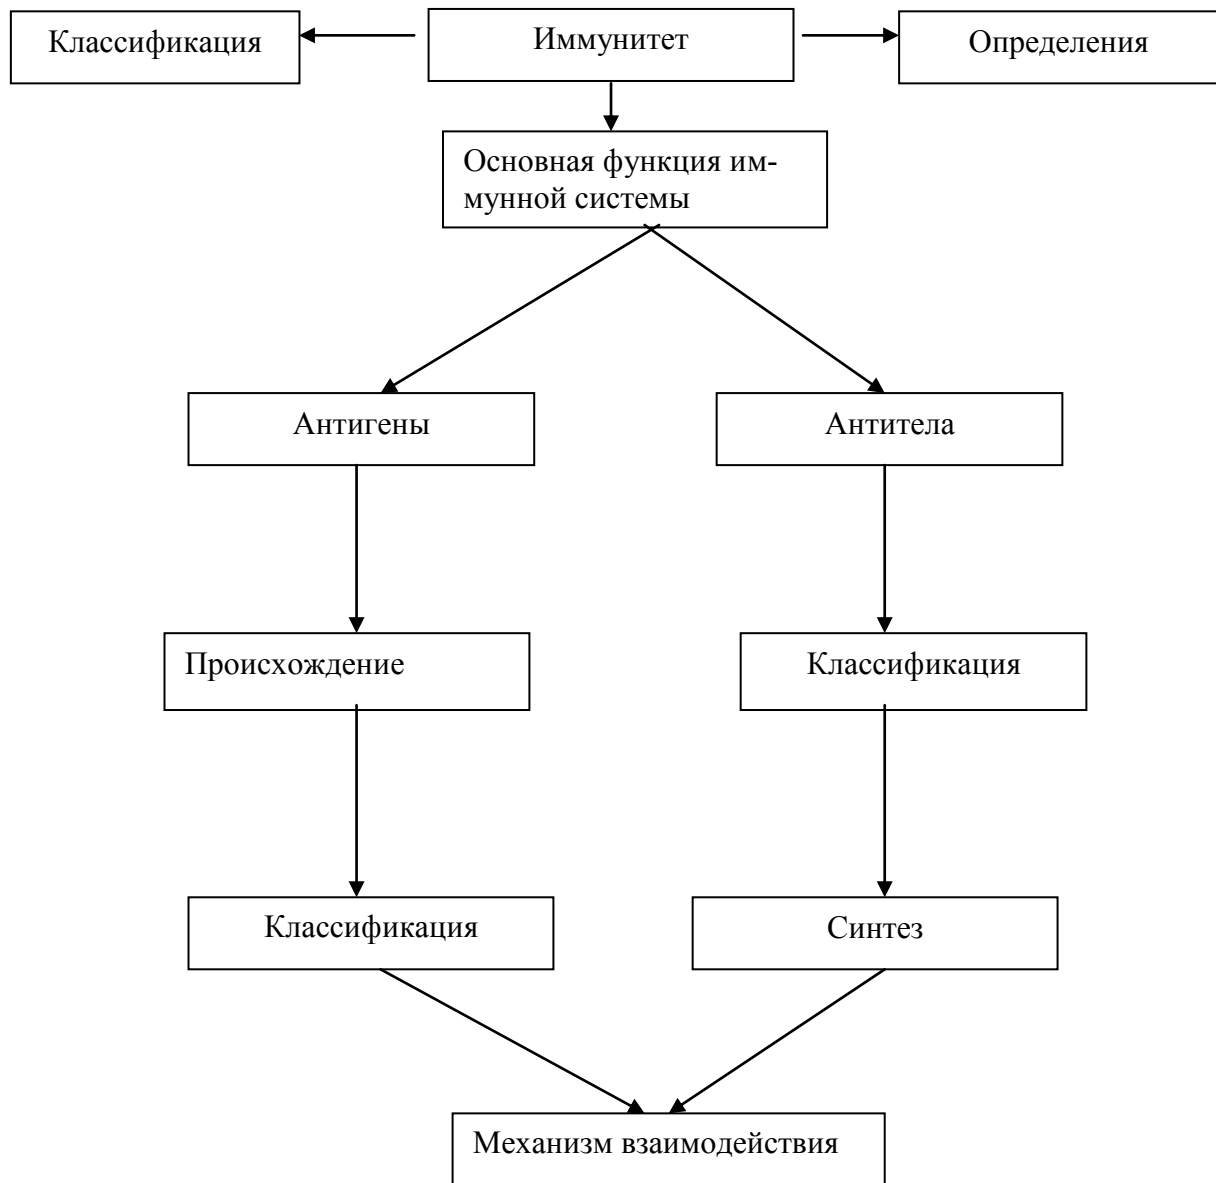 Классификация
Иммунитет
Определения
Основная функция им-
мунной системы
Антигены
Антитела
Происхождение
Классификация
Классификация
Синтез
Механизм взаимодействия